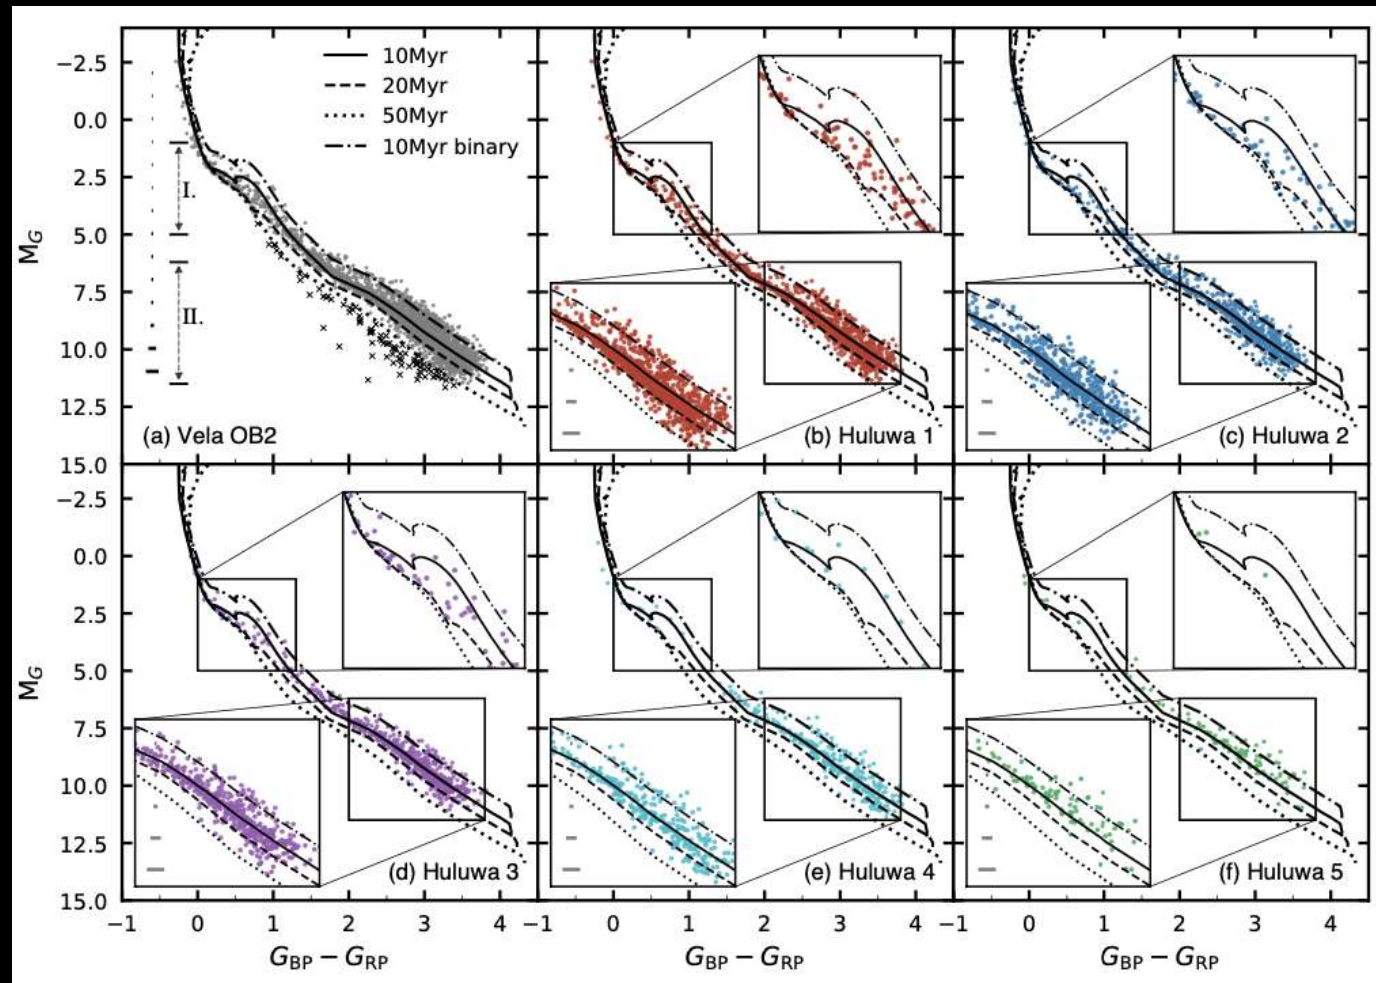 10Myr
20Myr
50Myr
10Myr binary
−2.5
0.0
2.5
5.0
7.5
10.0
12.5
15.0
M_G
I.
II.
(a) Vela OB2
(b) Huluwa 1
(c) Huluwa 2
−2.5
0.0
2.5
5.0
7.5
10.0
12.5
15.0
M_G
(d) Huluwa 3
(e) Huluwa 4
(f) Huluwa 5
−1 0 1 2 3 4 −1 0 1 2 3 4 −1 0 1 2 3 4
G_BP − G_RP G_BP − G_RP G_BP − G_RP